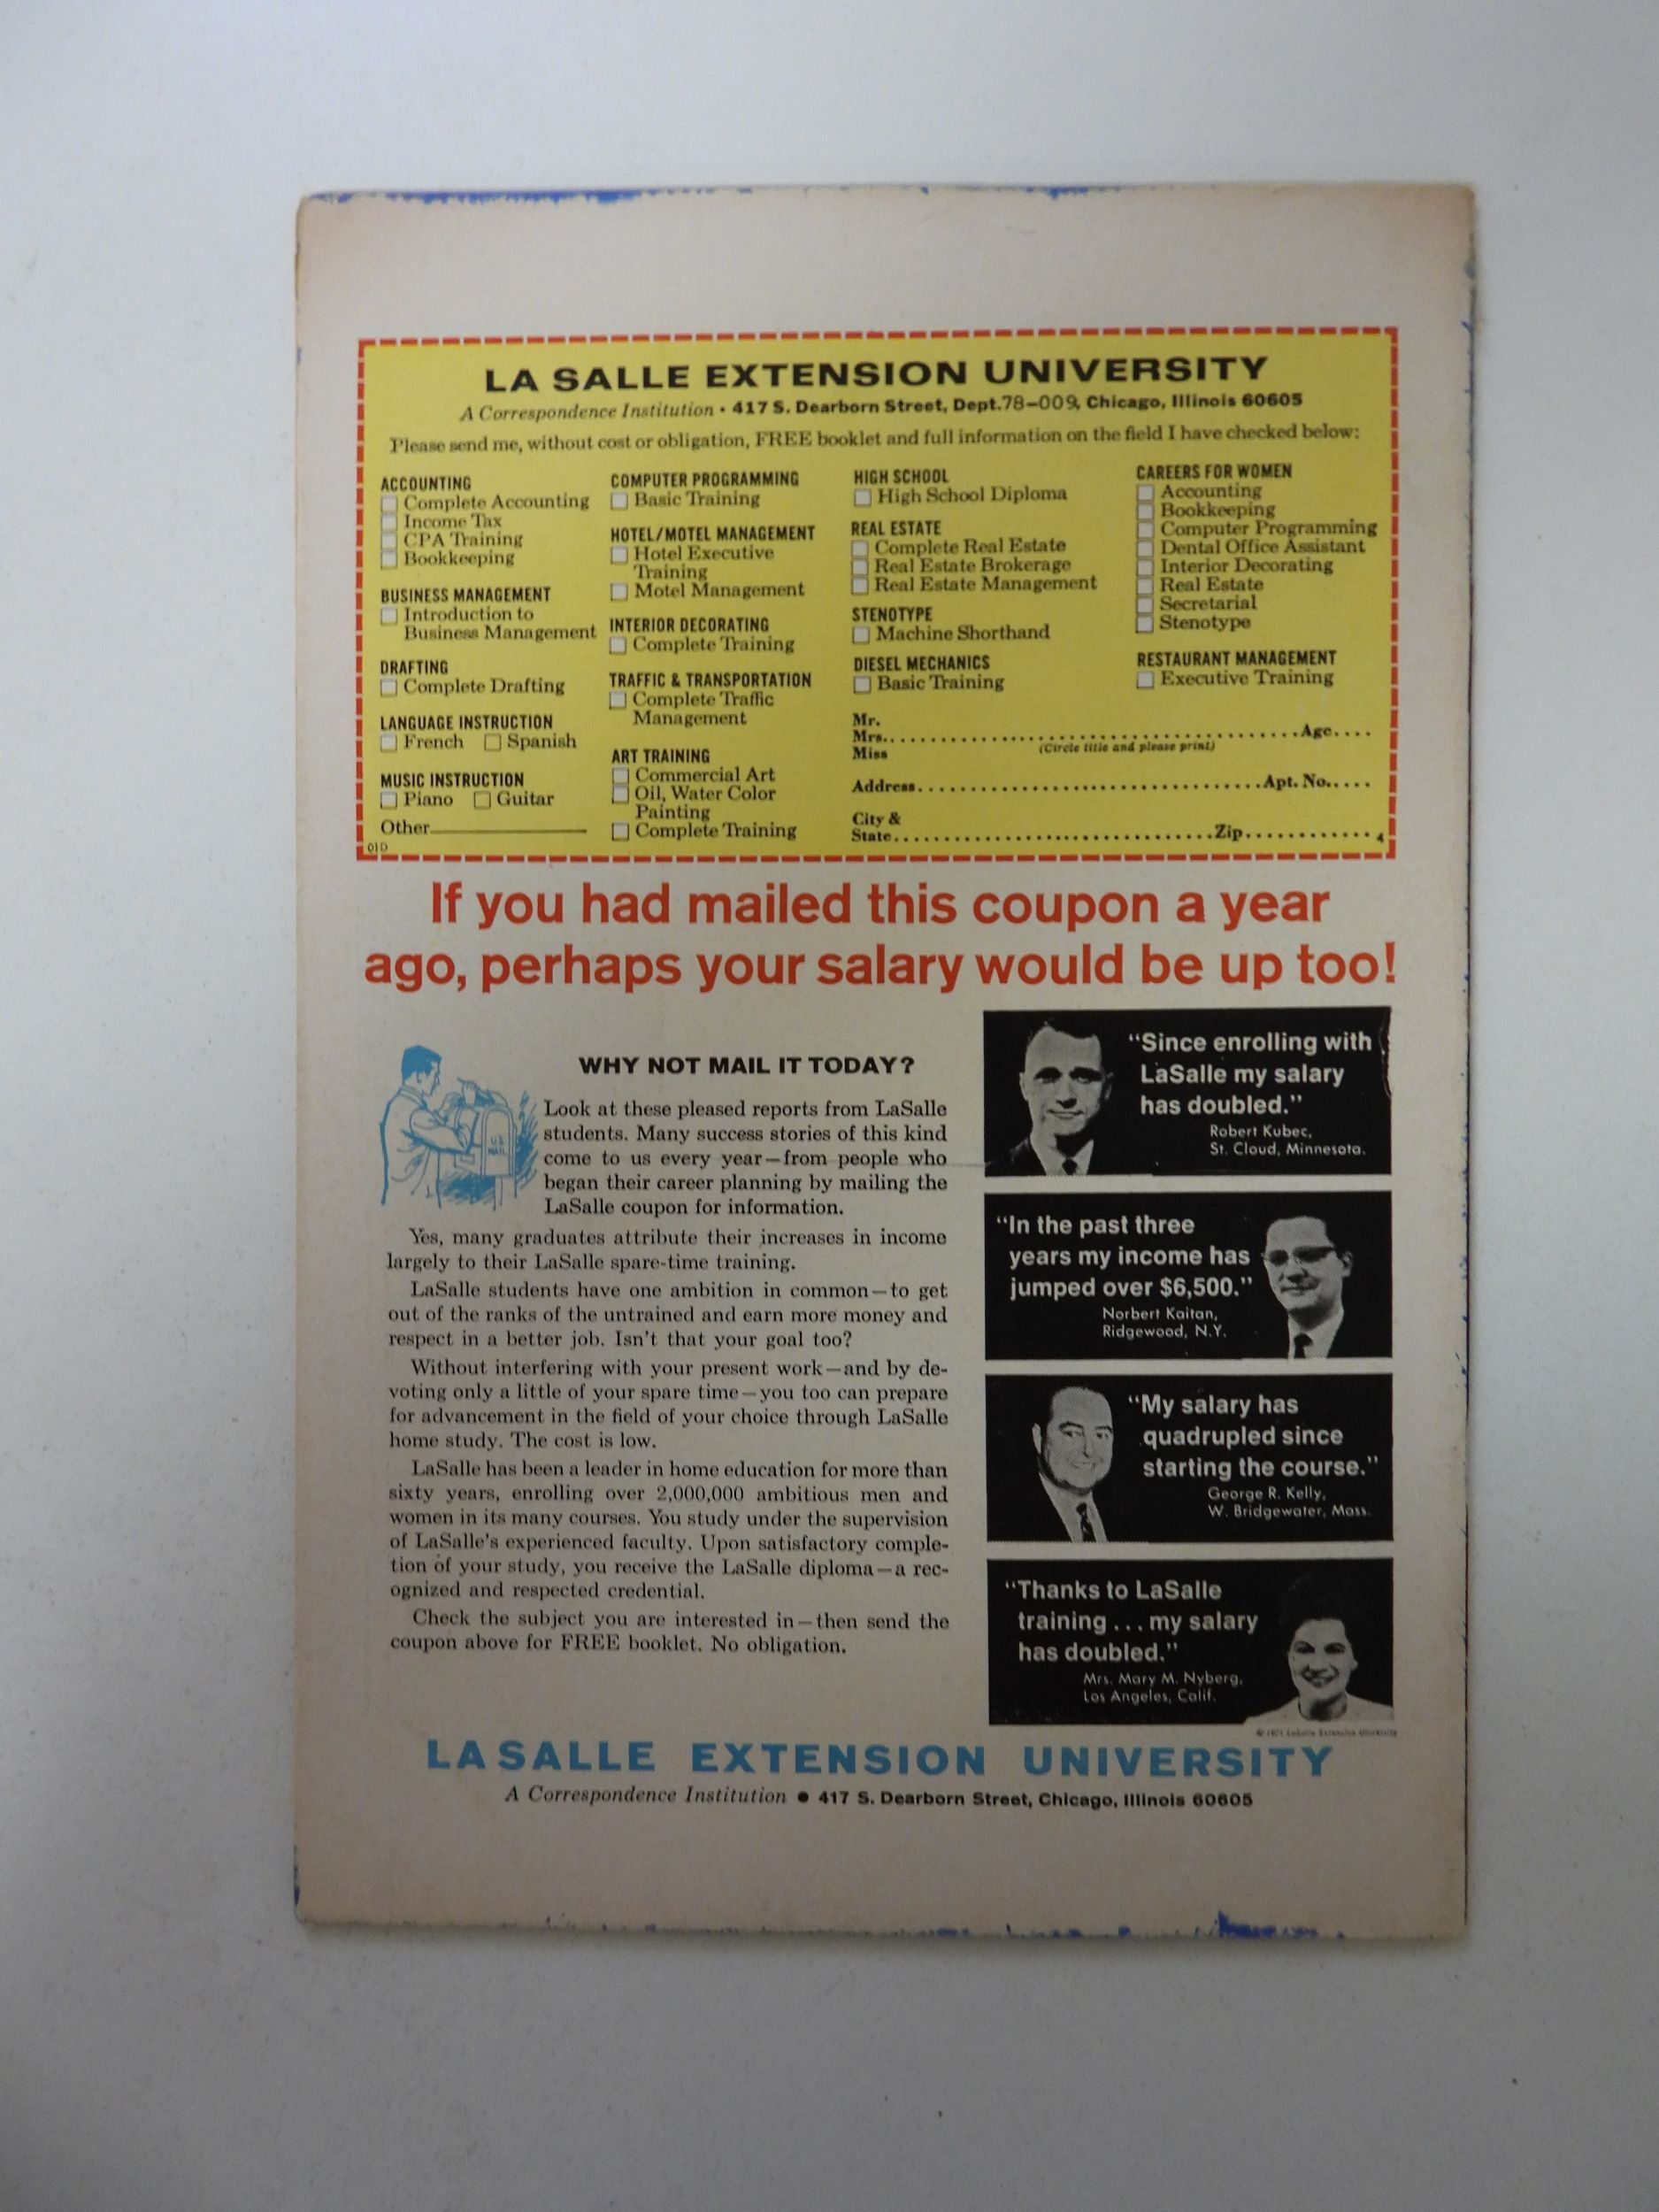 LA SALLE EXTENSION UNIVERSITY
A Correspondence Institution • 417 S. Dearborn Street, Dept.78-009, Chicago, Illinois 60605
Please send me, without cost or obligation, FREE booklet and full information on the field I have checked below:
ACCOUNTING
Complete Accounting
Income Tax
CPA Training
Bookkeeping
BUSINESS MANAGEMENT
Introduction to
Business Management
DRAFTING
Complete Drafting
LANGUAGE INSTRUCTION
French Spanish
MUSIC INSTRUCTION
Piano Guitar
Other
010
COMPUTER PROGRAMMING
Basic Training
HOTEL/MOTEL MANAGEMENT
Hotel Executive
Training
Motel Management
INTERIOR DECORATING
Complete Training
TRAFFIC & TRANSPORTATION
Complete Traffic
Management
ART TRAINING
Commercial Art
Oil, Water Color
Painting
Complete Training
HIGH SCHOOL
High School Diploma
REAL ESTATE
Complete Real Estate
Real Estate Brokerage
Real Estate Management
STENOTYPE
Machine Shorthand
DIESEL MECHANICS
Basic Training
CAREERS FOR WOMEN
Accounting
Bookkeeping
Computer Programming
Dental Office Assistant
Interior Decorating
Real Estate
Secretarial
Stenotype
RESTAURANT MANAGEMENT
Executive Training
Mr.
Mrs. Age
Miss (Circle title and please print)
Address Apt. No.
City &
State Zip 4
If you had mailed this coupon a year
ago, perhaps your salary would be up too!
WHY NOT MAIL IT TODAY?
U.S.
MAIL
Look at these pleased reports from LaSalle
students. Many success stories of this kind
come to us every year—from people who
began their career planning by mailing the
LaSalle coupon for information.
Yes, many graduates attribute their increases in income
largely to their LaSalle spare-time training.
LaSalle students have one ambition in common—to get
out of the ranks of the untrained and earn more money and
respect in a better job. Isn't that your goal too?
Without interfering with your present work—and by de-
voting only a little of your spare time—you too can prepare
for advancement in the field of your choice through LaSalle
home study. The cost is low.
LaSalle has been a leader in home education for more than
sixty years, enrolling over 2,000,000 ambitious men and
women in its many courses. You study under the supervision
of LaSalle's experienced faculty. Upon satisfactory comple-
tion of your study, you receive the LaSalle diploma—a rec-
ognized and respected credential.
Check the subject you are interested in—then send the
coupon above for FREE booklet. No obligation.
"Since enrolling with
LaSalle my salary
has doubled."
Robert Kubec,
St. Cloud, Minnesota.
"In the past three
years my income has
jumped over $6,500."
Norbert Kaitan,
Ridgewood, N.Y.
"My salary has
quadrupled since
starting the course."
George R. Kelly,
W. Bridgewater, Mass.
"Thanks to LaSalle
training...my salary
has doubled."
Mrs. Mary M. Nyberg,
Los Angeles, Calif.
© 1971 LaSalle Extension University
LA SALLE EXTENSION UNIVERSITY
A Correspondence Institution • 417 S. Dearborn Street, Chicago, Illinois 60605